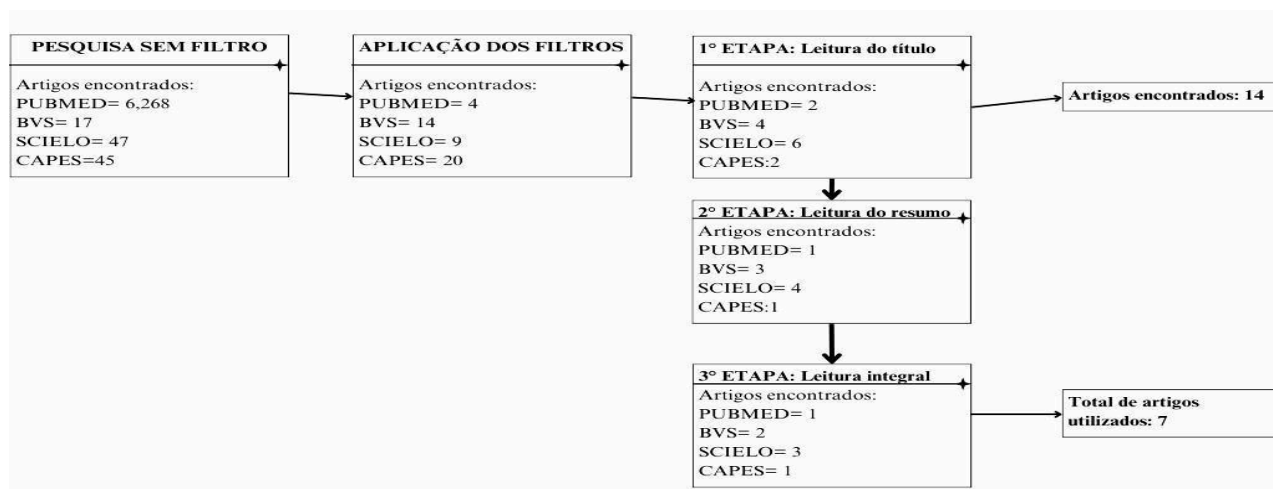 PESQUISA SEM FILTRO
Artigos encontrados:
PUBMED= 6,268
BVS= 17
SCIELO= 47
CAPES=45
APLICAÇÃO DOS FILTROS
Artigos encontrados:
PUBMED= 4
BVS= 14
SCIELO= 9
CAPES= 20
1° ETAPA: Leitura do título
Artigos encontrados:
PUBMED= 2
BVS= 4
SCIELO= 6
CAPES:2
Artigos encontrados: 14
2° ETAPA: Leitura do resumo
Artigos encontrados:
PUBMED= 1
BVS= 3
SCIELO= 4
CAPES:1
3° ETAPA: Leitura integral
Artigos encontrados:
PUBMED= 1
BVS= 2
SCIELO= 3
CAPES= 1
Total de artigos
utilizados: 7